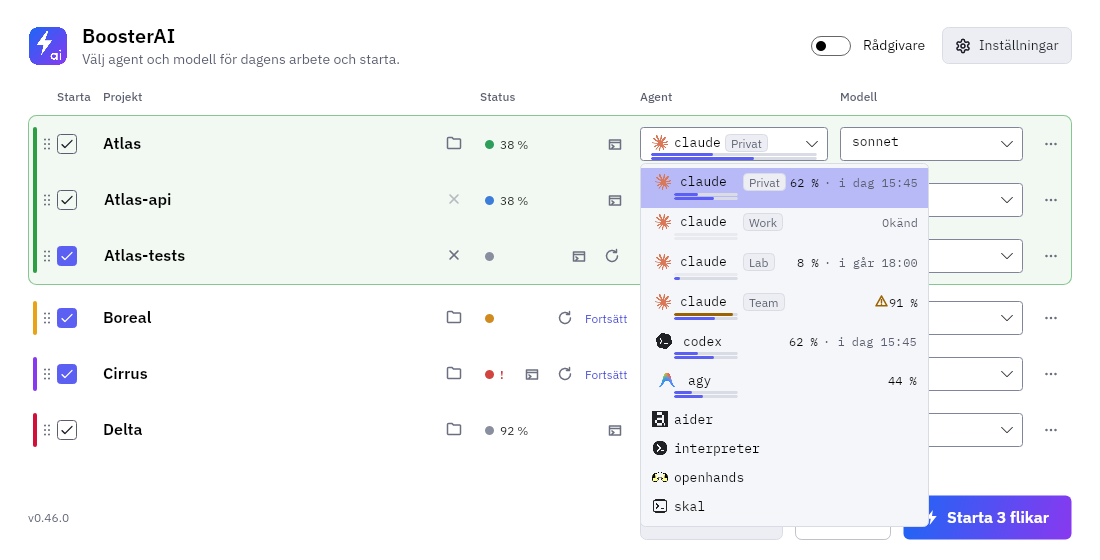 ai
BoosterAI
Välj agent och modell för dagens arbete och starta.
Rådgivare
Inställningar
Starta Projekt Status Agent Modell
Atlas 38 % claude Privat sonnet
Atlas-api 38 %
Atlas-tests
Boreal Fortsätt
Cirrus ! Fortsätt
Delta 92 %
claude Privat 62 % · i dag 15:45
claude Work Okänd
claude Lab 8 % · i går 18:00
claude Team 91 %
codex 62 % · i dag 15:45
agy 44 %
aider
interpreter
openhands
skal
v0.46.0
Starta 3 flikar